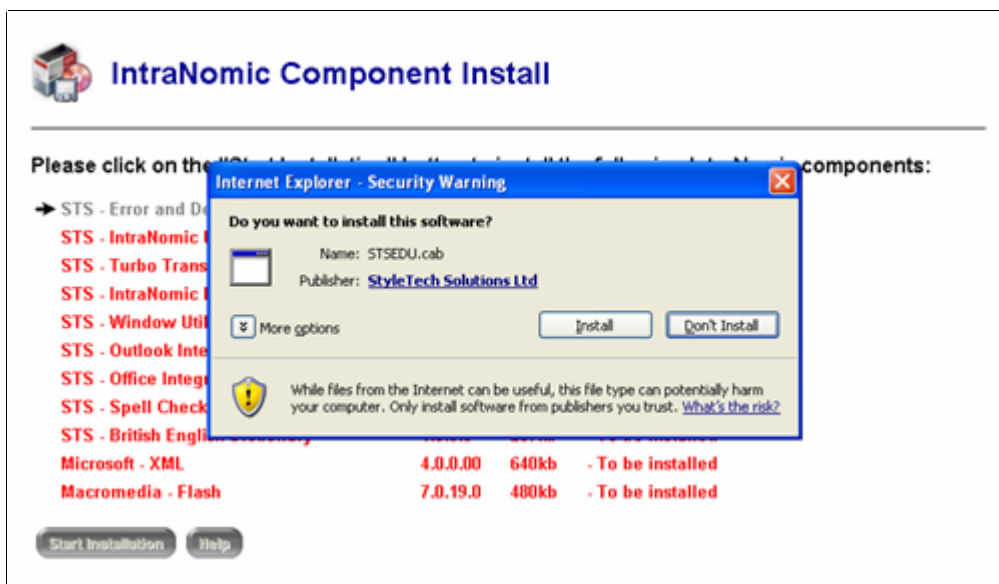 IntraNomic Component Install
Please click on the components:
Internet Explorer - Security Warning
Do you want to install this software?
Name: STSEDU.cab
Publisher: StyleTech Solutions Ltd
More options
Install
Don't Install
While files from the Internet can be useful, this file type can potentially harm
your computer. Only install software from publishers you trust. What's the risk?
STS - Error and
STS - IntraNomic
STS - Turbo Trans
STS - IntraNomic
STS - Window Util
STS - Outlook Inte
STS - Office Integ
STS - Spell Check
STS - British English
Microsoft - XML 4.0.0.00 640kb - To be installed
Macromedia - Flash 7.0.19.0 480kb - To be installed
Start Installation
Help